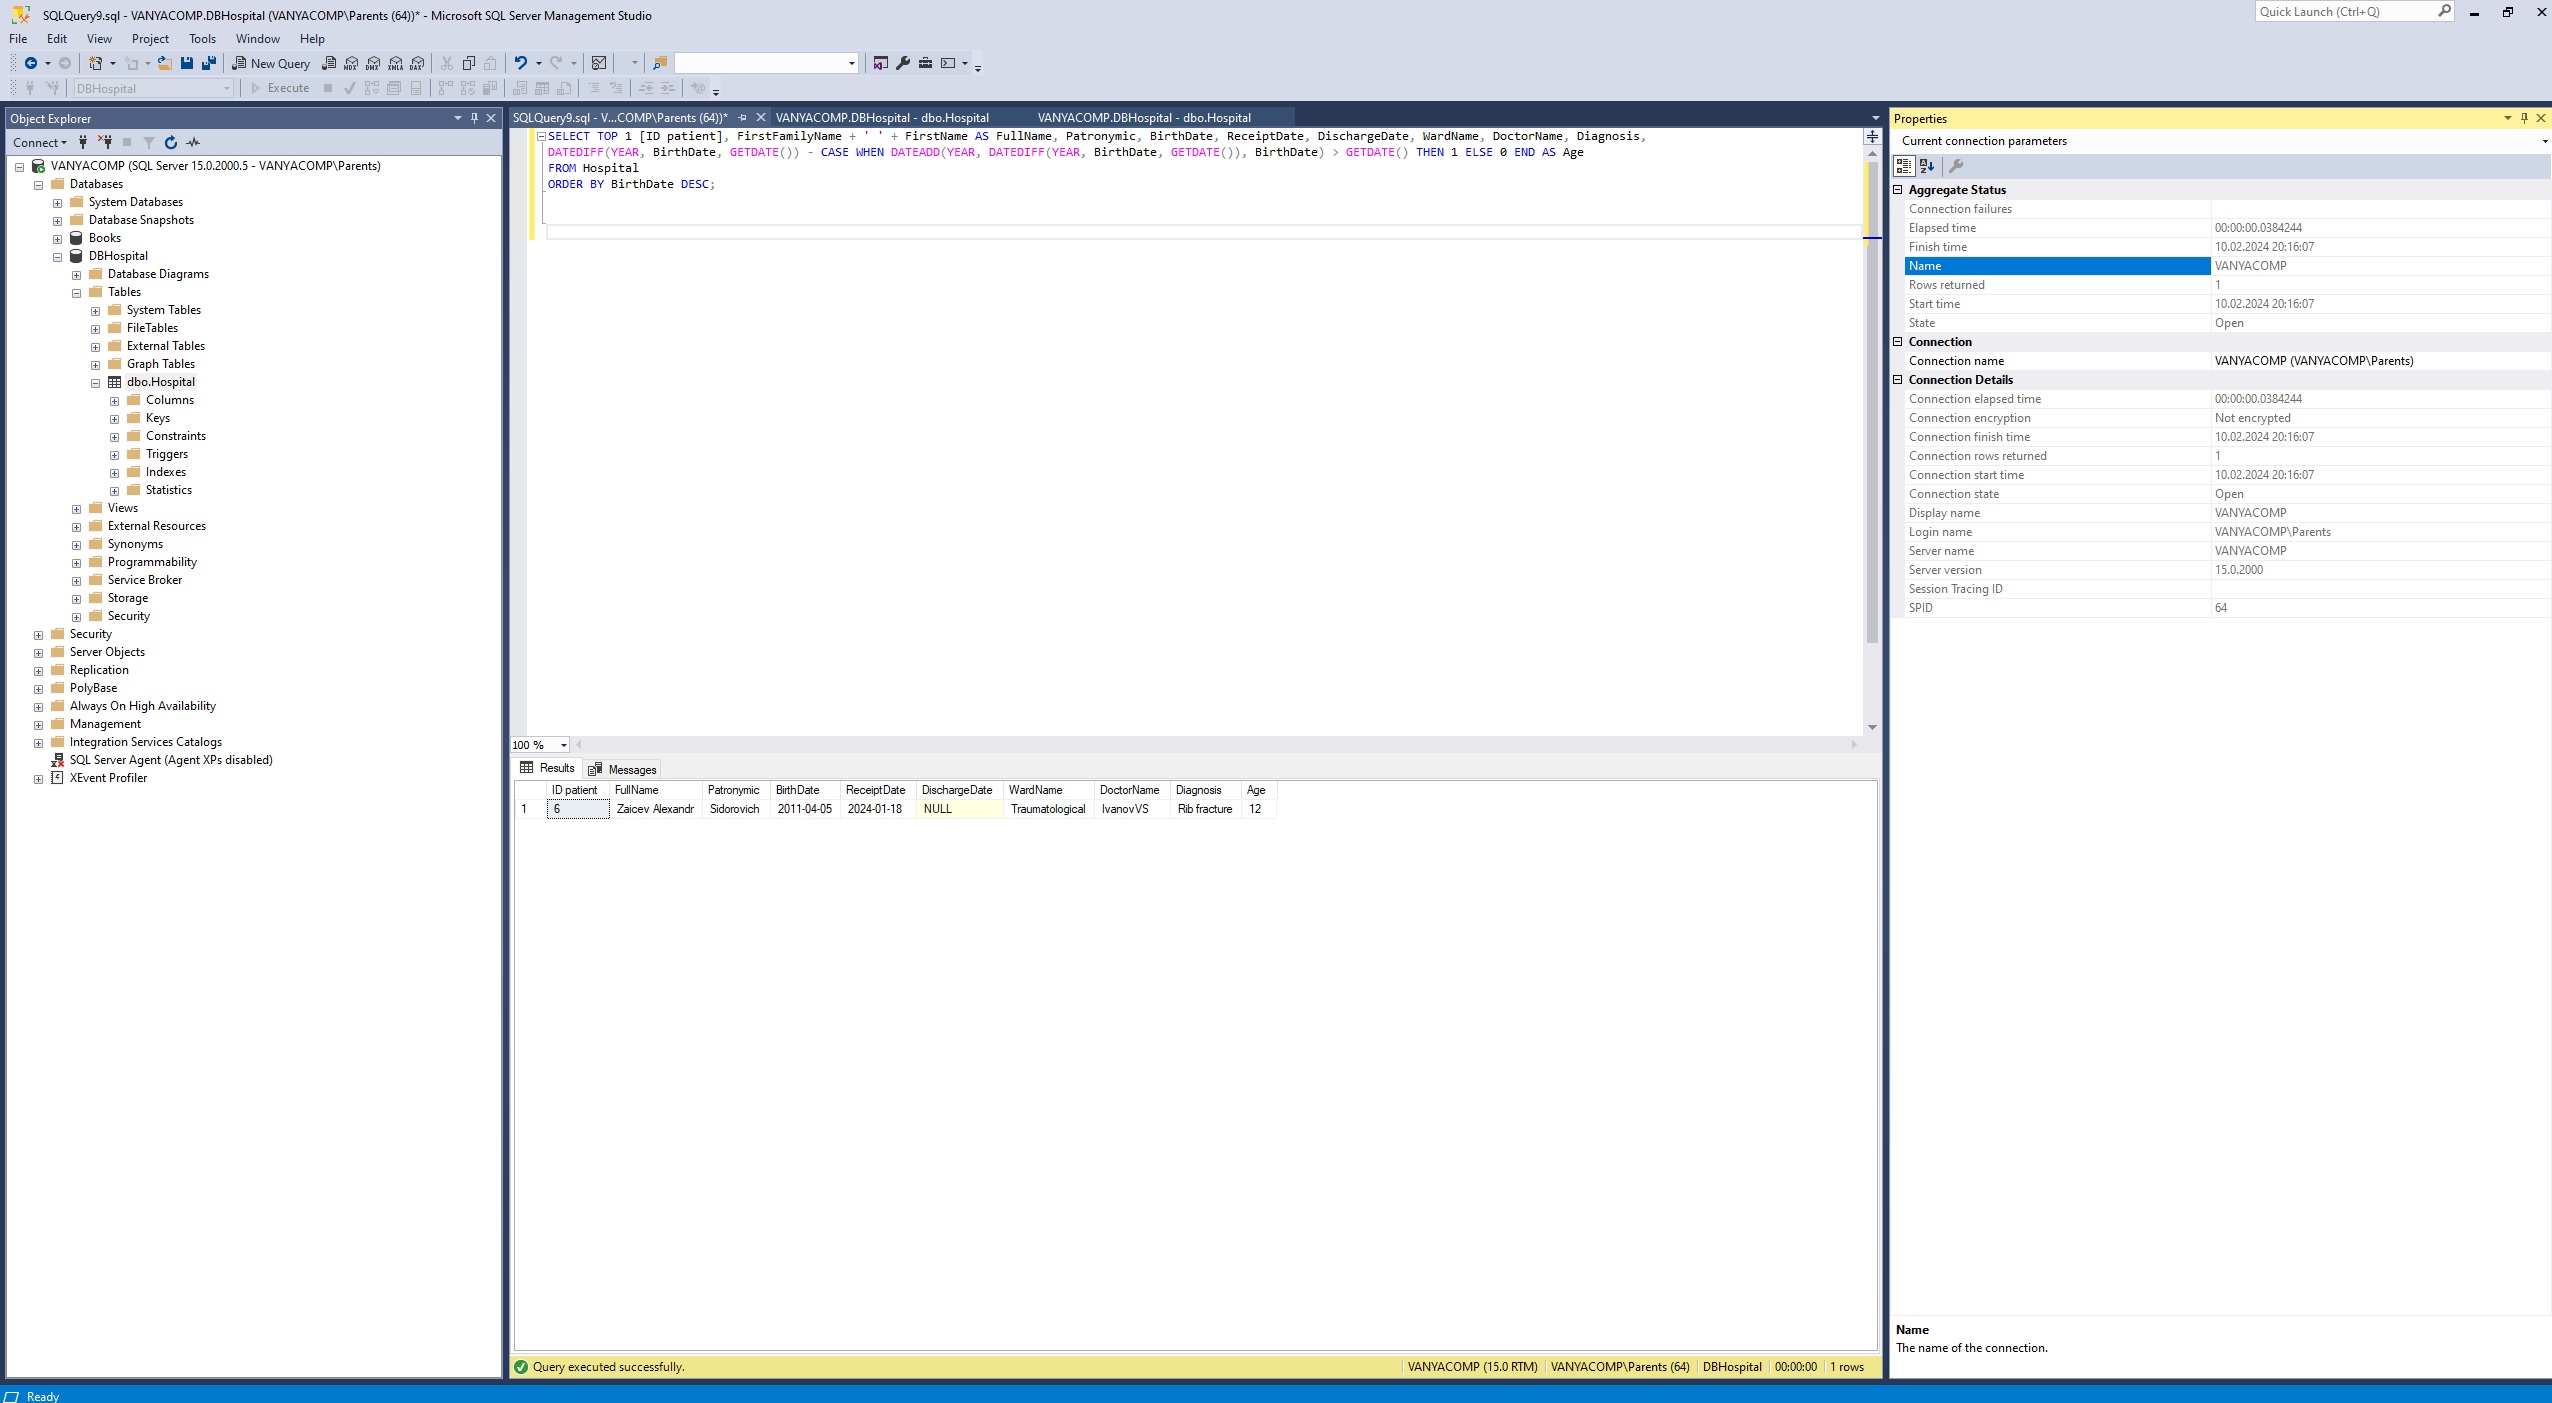 SQLQuery9.sql - VANYACOMP.DBHospital (VANYACOMP\Parents (64))* - Microsoft SQL Server Management Studio
Quick Launch (Ctrl+Q)
File Edit View Project Tools Window Help
New Query MDX DMX XMLA DAX
DBHospital Execute
Object Explorer
Connect
VANYACOMP (SQL Server 15.0.2000.5 - VANYACOMP\Parents)
Databases
System Databases
Database Snapshots
Books
DBHospital
Database Diagrams
Tables
System Tables
FileTables
External Tables
Graph Tables
dbo.Hospital
Columns
Keys
Constraints
Triggers
Indexes
Statistics
Views
External Resources
Synonyms
Programmability
Service Broker
Storage
Security
Security
Server Objects
Replication
PolyBase
Always On High Availability
Management
Integration Services Catalogs
SQL Server Agent (Agent XPs disabled)
XEvent Profiler
SQLQuery9.sql - V...COMP\Parents (64))* VANYACOMP.DBHospital - dbo.Hospital VANYACOMP.DBHospital - dbo.Hospital
SELECT TOP 1 [ID patient], FirstFamilyName + ' ' + FirstName AS FullName, Patronymic, BirthDate, ReceiptDate, DischargeDate, WardName, DoctorName, Diagnosis,
DATEDIFF(YEAR, BirthDate, GETDATE()) - CASE WHEN DATEADD(YEAR, DATEDIFF(YEAR, BirthDate, GETDATE()), BirthDate) > GETDATE() THEN 1 ELSE 0 END AS Age
FROM Hospital
ORDER BY BirthDate DESC;
100 %
Results Messages
ID patient FullName Patronymic BirthDate ReceiptDate DischargeDate WardName DoctorName Diagnosis Age
1 6 Zaicev Alexandr Sidorovich 2011-04-05 2024-01-18 NULL Traumatological IvanovVS Rib fracture 12
Query executed successfully. VANYACOMP (15.0 RTM) VANYACOMP\Parents (64) DBHospital 00:00:00 1 rows
Properties
Current connection parameters
Aggregate Status
Connection failures
Elapsed time 00:00:00.0384244
Finish time 10.02.2024 20:16:07
Name VANYACOMP
Rows returned 1
Start time 10.02.2024 20:16:07
State Open
Connection
Connection name VANYACOMP (VANYACOMP\Parents)
Connection Details
Connection elapsed time 00:00:00.0384244
Connection encryption Not encrypted
Connection finish time 10.02.2024 20:16:07
Connection rows returned 1
Connection start time 10.02.2024 20:16:07
Connection state Open
Display name VANYACOMP
Login name VANYACOMP\Parents
Server name VANYACOMP
Server version 15.0.2000
Session Tracing ID
SPID 64
Name
The name of the connection.
Ready